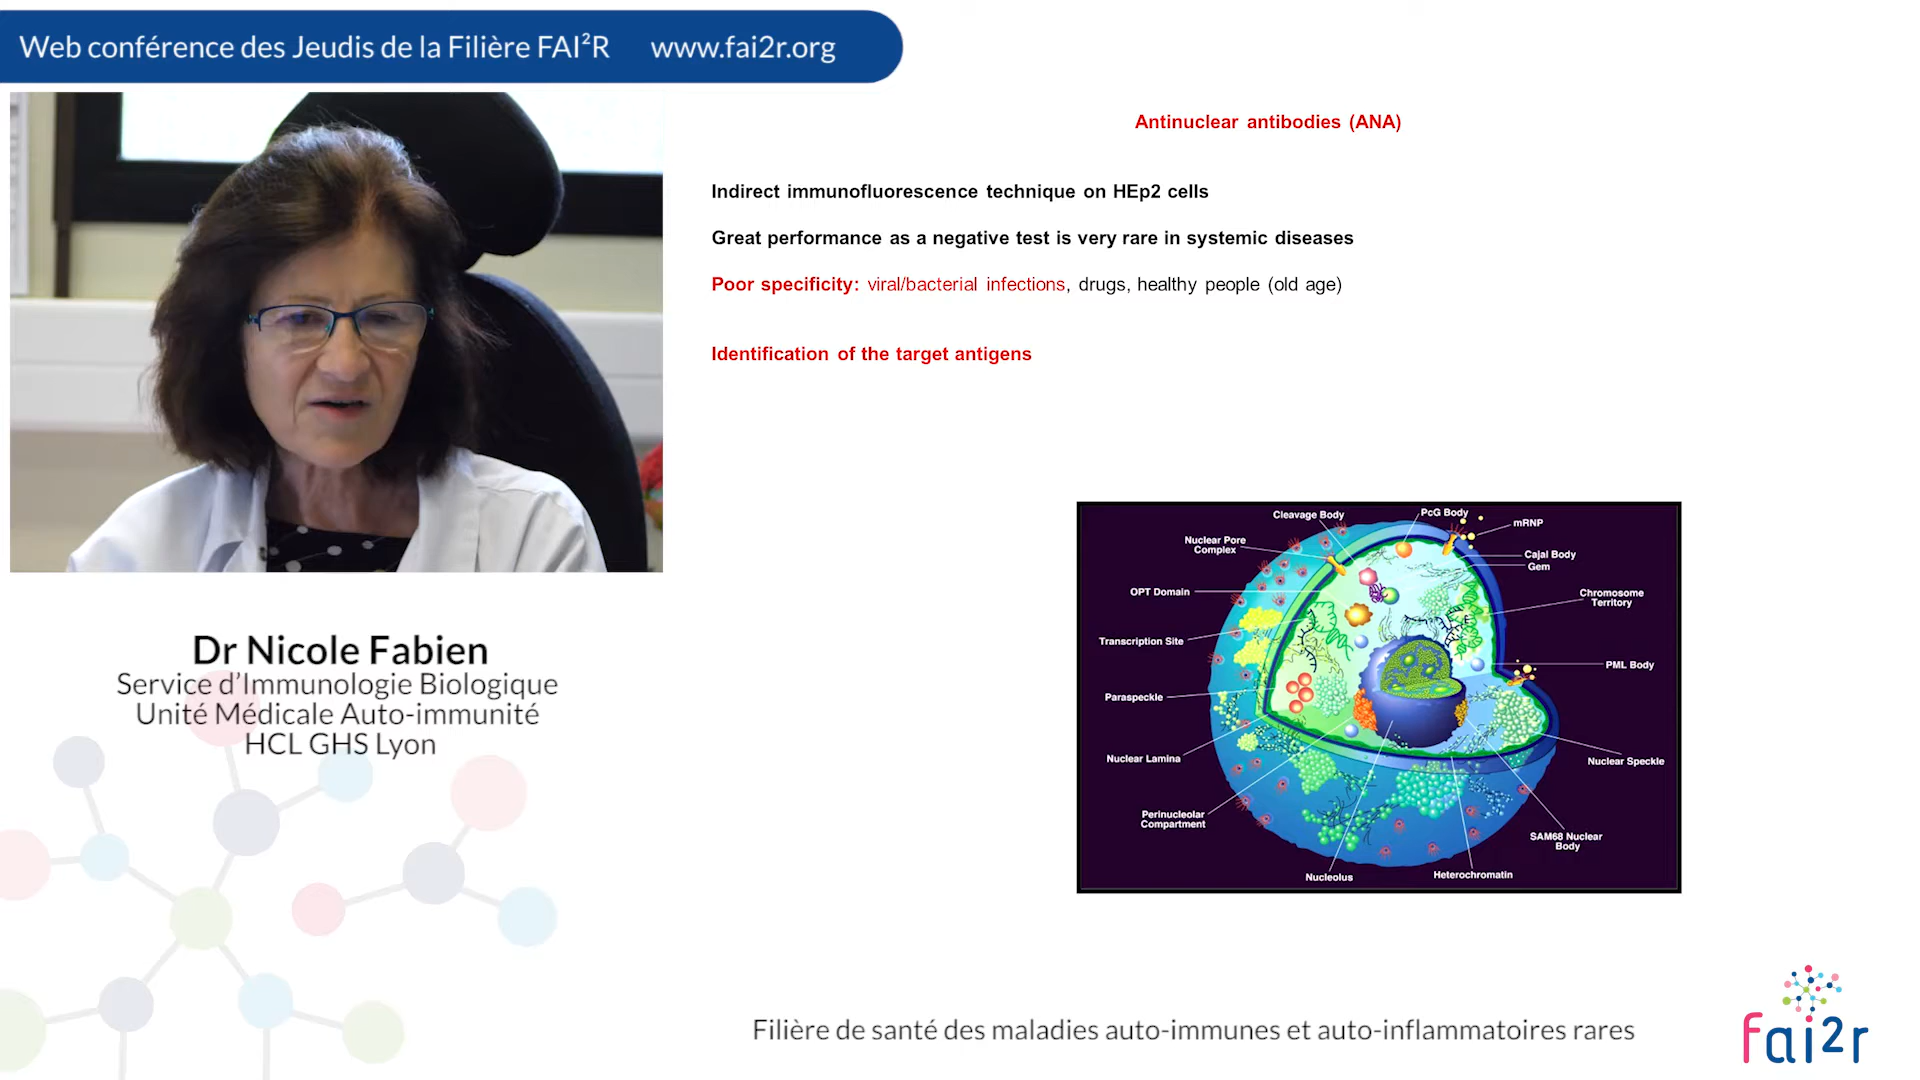 Web conférence des Jeudis de la Filière FAI²R www.fai2r.org
Antinuclear antibodies (ANA)
Indirect immunofluorescence technique on HEp2 cells
Great performance as a negative test is very rare in systemic diseases
Poor specificity: viral/bacterial infections, drugs, healthy people (old age)
Identification of the target antigens
Cleavage Body
PcG Body
mRNP
Nuclear Pore
Complex
Cajal Body
Gem
OPT Domain
Chromosome
Territory
Transcription Site
PML Body
Paraspeckle
Nuclear Lamina
Nuclear Speckle
Perinucleolar
Compartment
SAM68 Nuclear
Body
Nucleolus
Heterochromatin
Dr Nicole Fabien
Service d’Immunologie Biologique
Unité Médicale Auto-immunité
HCL GHS Lyon
Filière de santé des maladies auto-immunes et auto-inflammatoires rares
fai2r